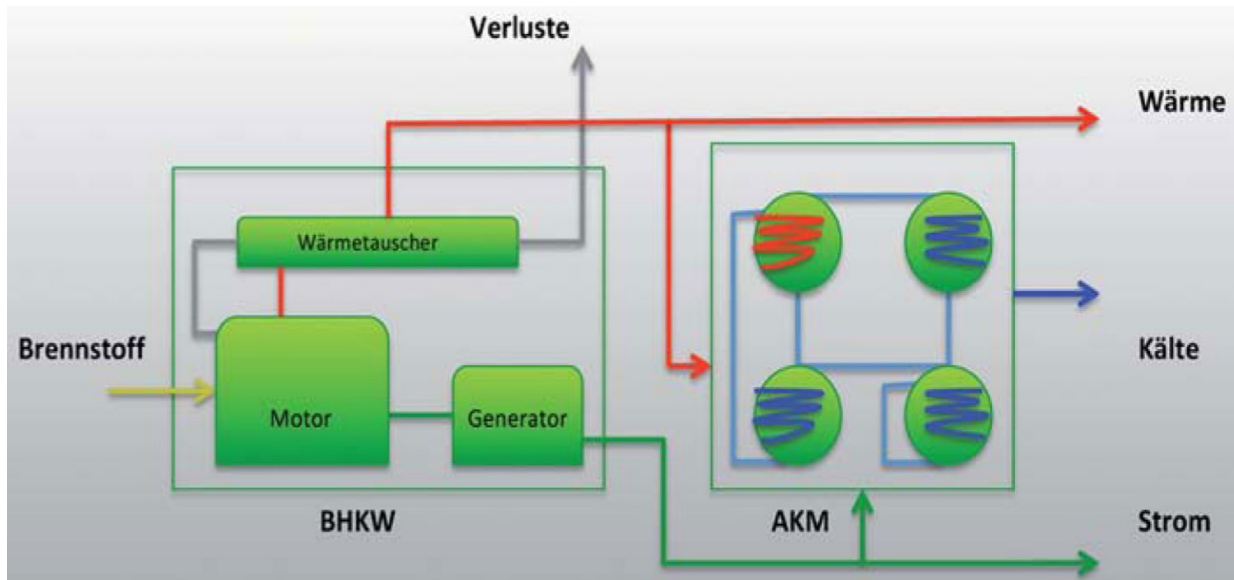 Verluste
Wärme
Wärmetauscher
Brennstoff
Kälte
Motor
Generator
BHKW
AKM
Strom